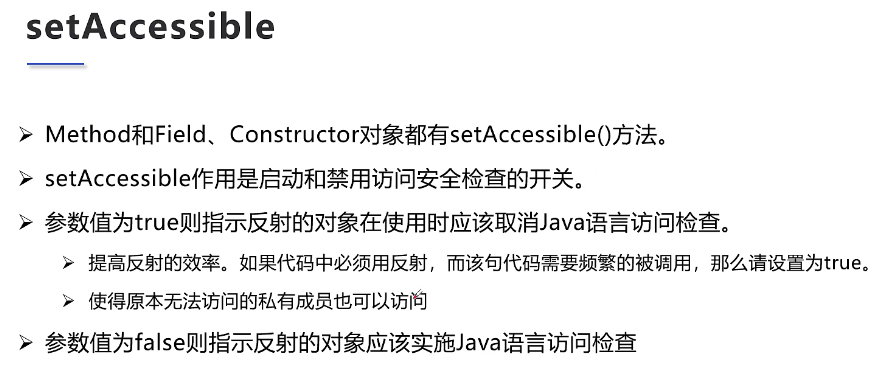 setAccessible
➢ Method和Field、Constructor对象都有setAccessible()方法。
➢ setAccessible作用是启动和禁用访问安全检查的开关。
➢ 参数值为true则指示反射的对象在使用时应该取消Java语言访问检查。
➢ 提高反射的效率。如果代码中必须用反射，而该句代码需要频繁的被调用，那么请设置为true。
➢ 使得原本无法访问的私有成员也可以访问
➢ 参数值为false则指示反射的对象应该实施Java语言访问检查